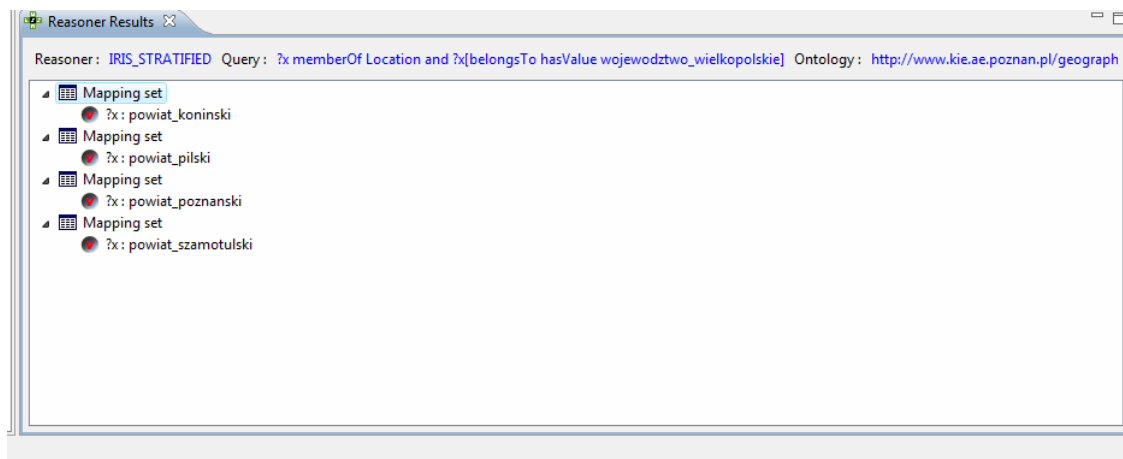 Reasoner Results
Reasoner : IRIS_STRATIFIED Query : ?x memberOf Location and ?x[belongsTo hasValue wojewodztwo_wielkopolskie] Ontology : http://www.kie.ae.poznan.pl/geograph
Mapping set
?x : powiat_koninski
Mapping set
?x : powiat_pilski
Mapping set
?x : powiat_poznanski
Mapping set
?x : powiat_szamotulski